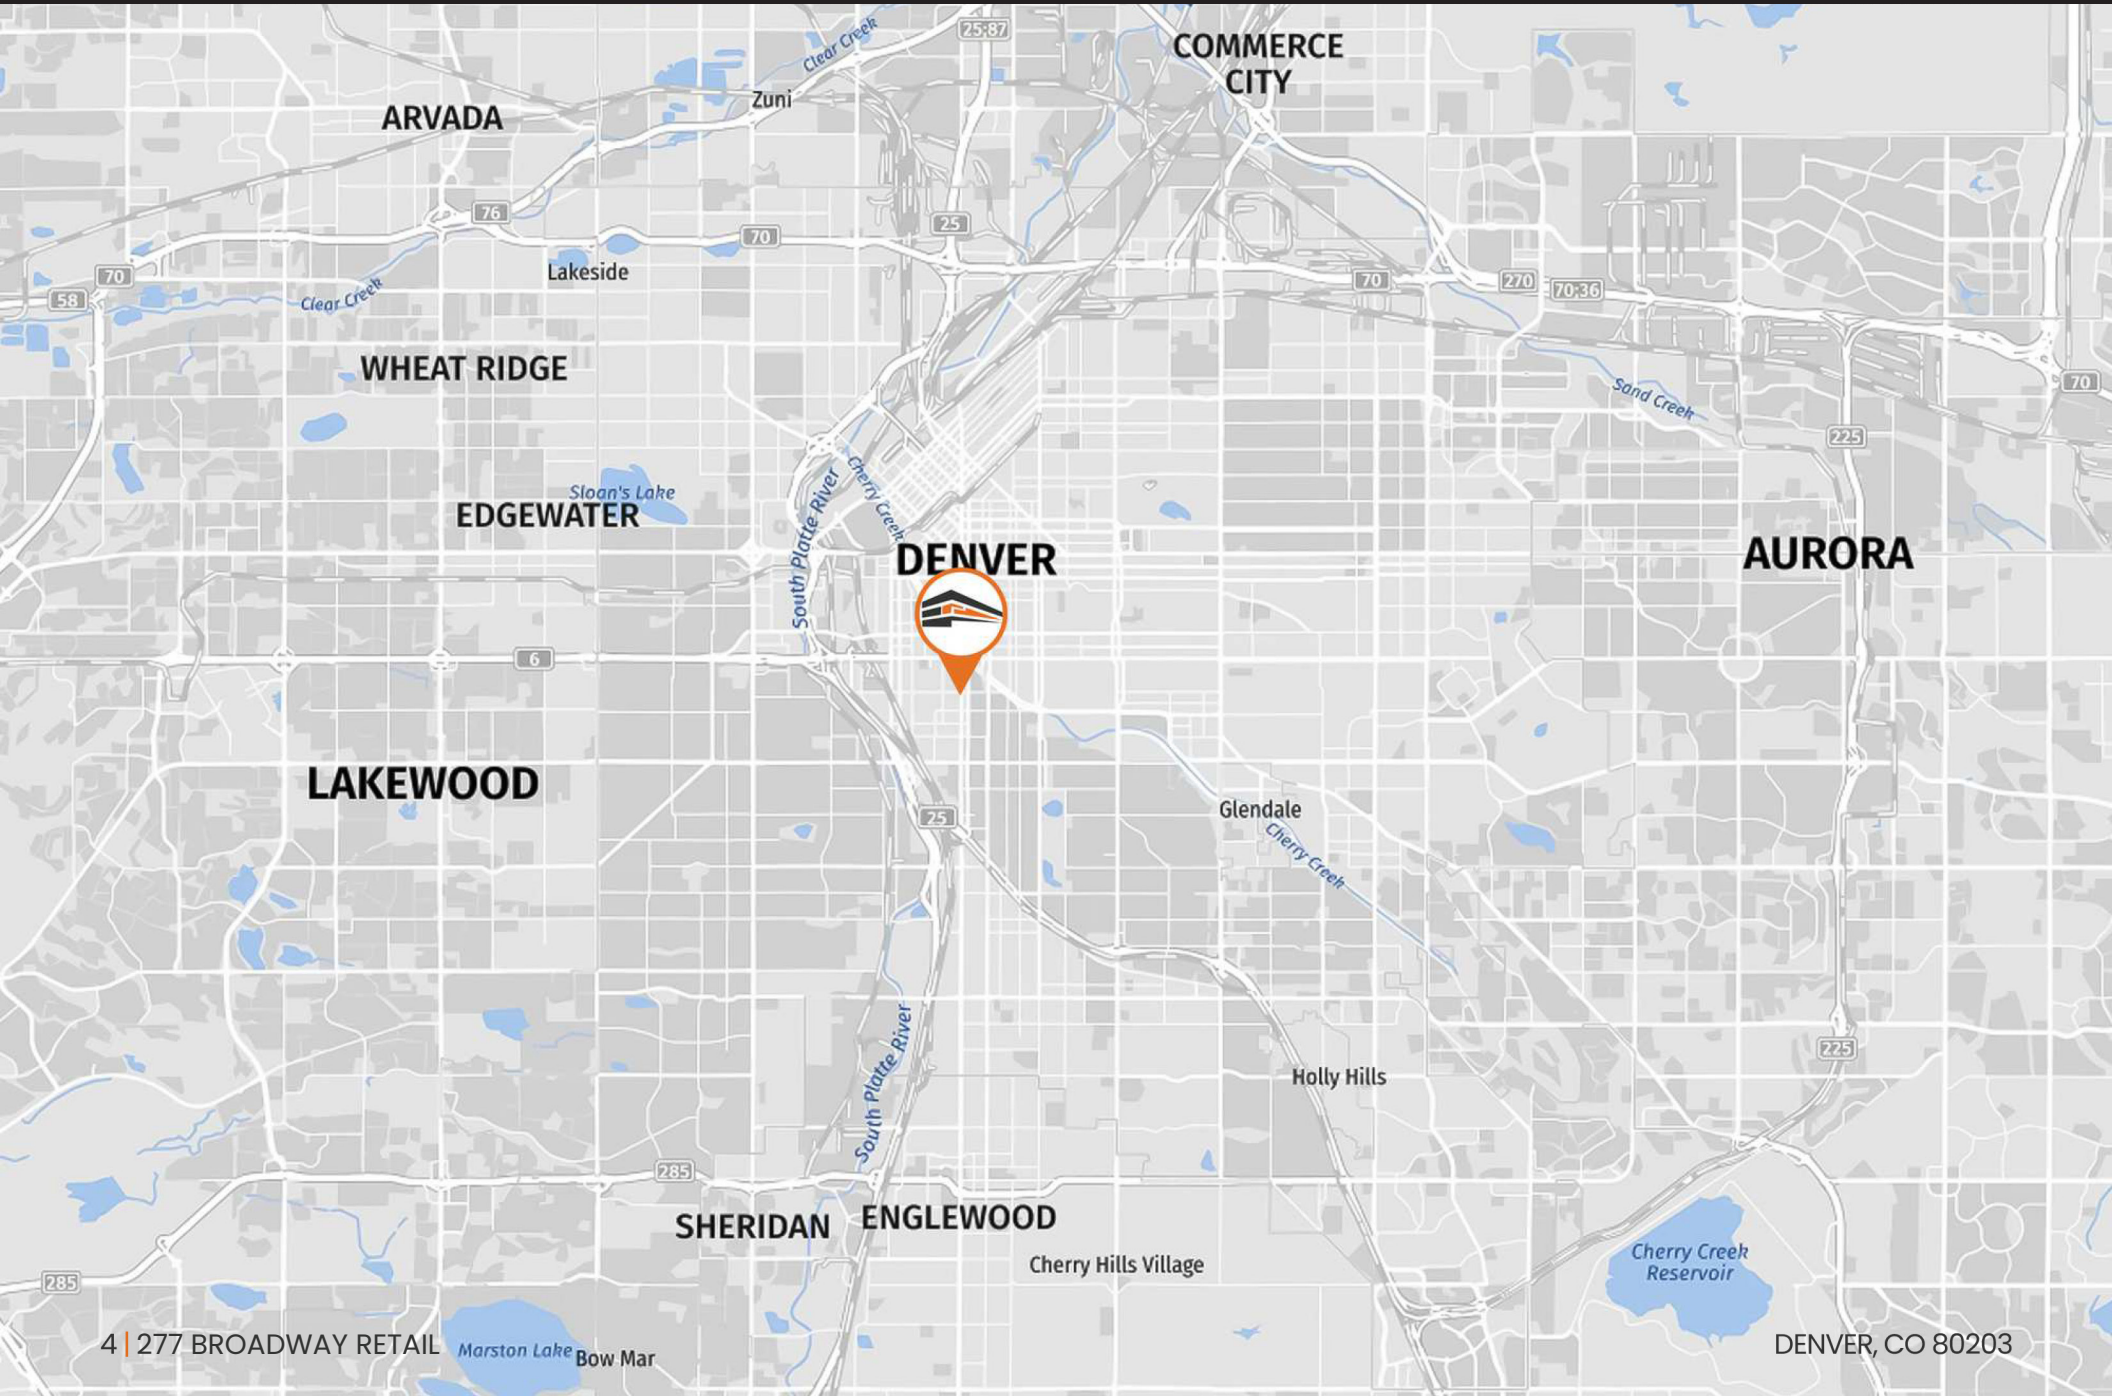 25;87
Clear Creek
COMMERCE
CITY
Zuni
ARVADA
76
25
70
70
Lakeside
70
270
70;36
58
Clear Creek
WHEAT RIDGE
70
Sand Creek
225
Sloan's Lake
EDGEWATER
South Platte River
Cherry Creek
DENVER
AURORA
6
LAKEWOOD
25
Glendale
Cherry Creek
South Platte River
225
Holly Hills
285
SHERIDAN
ENGLEWOOD
Cherry Hills Village
Cherry Creek
Reservoir
285
4 | 277 BROADWAY RETAIL
Marston Lake
Bow Mar
DENVER, CO 80203